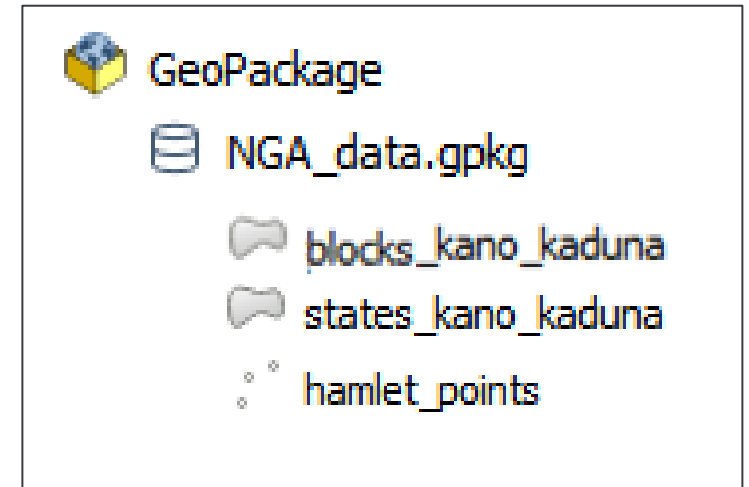 GeoPackage
NGA_data.gpkg
blocks_kano_kaduna
states_kano_kaduna
hamlet_points